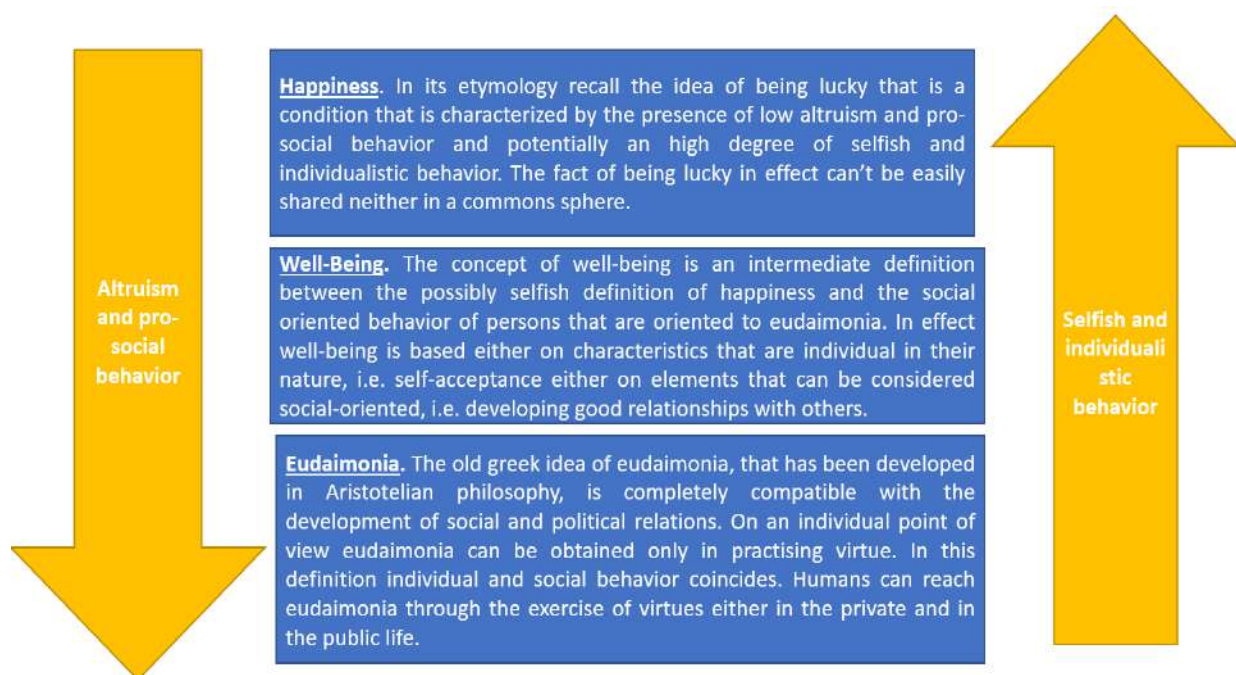 Altruism
and pro-
social
behavior
Happiness. In its etymology recall the idea of being lucky that is a
condition that is characterized by the presence of low altruism and pro-
social behavior and potentially an high degree of selfish and
individualistic behavior. The fact of being lucky in effect can’t be easily
shared neither in a commons sphere.
Well-Being. The concept of well-being is an intermediate definition
between the possibly selfish definition of happiness and the social
oriented behavior of persons that are oriented to eudaimonia. In effect
well-being is based either on characteristics that are individual in their
nature, i.e. self-acceptance either on elements that can be considered
social-oriented, i.e. developing good relationships with others.
Eudaimonia. The old greek idea of eudaimonia, that has been developed
in Aristotelian philosophy, is completely compatible with the
development of social and political relations. On an individual point of
view eudaimonia can be obtained only in practising virtue. In this
definition individual and social behavior coincides. Humans can reach
eudaimonia through the exercise of virtues either in the private and in
the public life.
Selfish and
individuali
stic
behavior